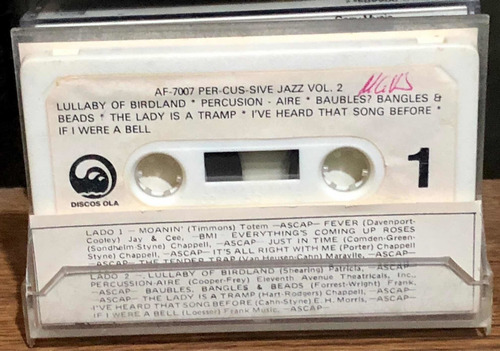 AF-7007 PER-CUS-SIVE JAZZ VOL. 2
LULLABY OF BIRDLAND * PERCUSION - AIRE * BAUBLES? BANGLES &
BEADS * THE LADY IS A TRAMP * I'VE HEARD THAT SONG BEFORE *
IF I WERE A BELL
DISCOS OLA
1
LADO 1 - MOANIN' (Timmons) Totem -ASCAP- FEVER (Davenport-
Cooley) Jay & Cee, -BMI- EVERYTHING'S COMING UP ROSES
(Sondheim-Styne) Chappell, -ASCAP- JUST IN TIME (Comden-Green-
Styne) Chappell, -ASCAP- IT'S ALL RIGHT WITH ME (Porter) Chappell
-ASCAP- THE TENDER TRAP (Van Heusen-Cahn) Maraville, -ASCAP-
LADO 2 - LULLABY OF BIRDLAND (Shearing) Patricia, -ASCAP-
PERCUSSION-AIRE (Cooper-Frey) Eleventh Avenue Theatricals, Inc.,
-ASCAP- BAUBLES, BANGLES & BEADS (Forrest-Wright) Frank,
-ASCAP- THE LADY IS A TRAMP (Hart-Rodgers) Chappell, -ASCAP-
I'VE HEARD THAT SONG BEFORE (Cahn-Styne) E.H. Morris, -ASCAP-
IF I WERE A BELL (Loesser) Frank Music, -ASCAP-